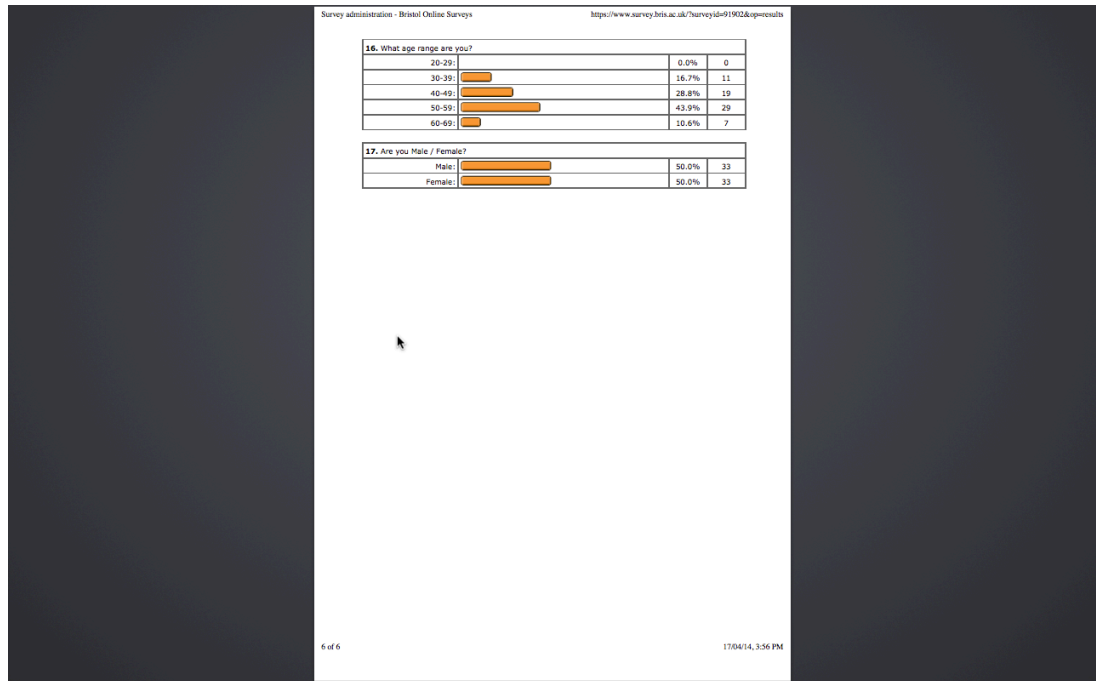 Survey administration - Bristol Online Surveys https://www.survey.bris.ac.uk/?surveyid=91902&op=results
16. What age range are you?
20-29: 0.0% 0
30-39: 16.7% 11
40-49: 28.8% 19
50-59: 43.9% 29
60-69: 10.6% 7
17. Are you Male / Female?
Male: 50.0% 33
Female: 50.0% 33
6 of 6 17/04/14, 3:56 PM